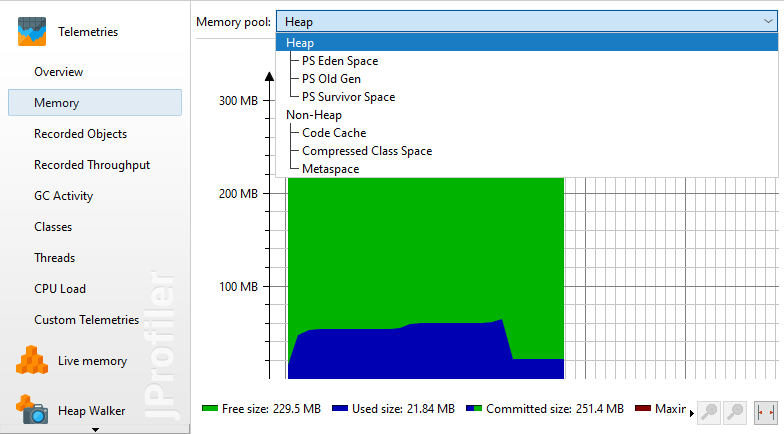 Telemetries
Overview
Memory
Recorded Objects
Recorded Throughput
GC Activity
Classes
Threads
CPU Load
Custom Telemetries
Live memory
Heap Walker
JProfiler
Memory pool: Heap
Heap
PS Eden Space
PS Old Gen
PS Survivor Space
Non-Heap
Code Cache
Compressed Class Space
Metaspace
300 MB
200 MB
100 MB
Free size: 229.5 MB Used size: 21.84 MB Committed size: 251.4 MB